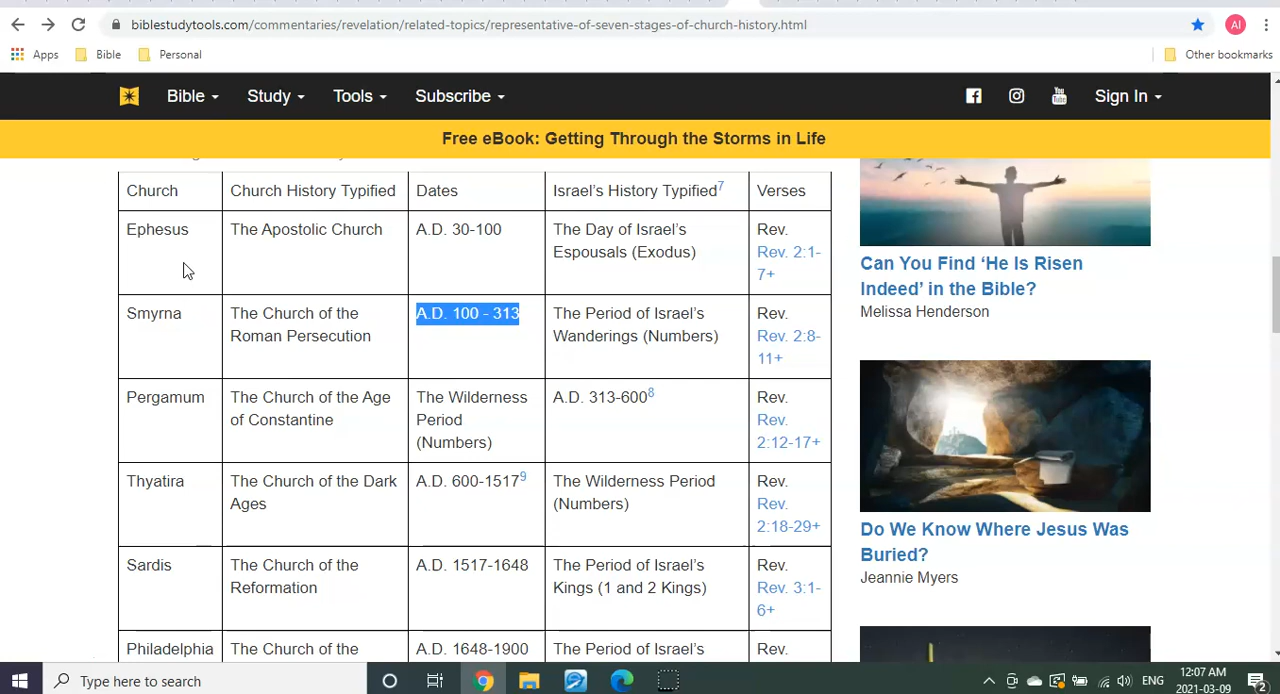 biblestudytools.com/commentaries/revelation/related-topics/representative-of-seven-stages-of-church-history.html
AI
Apps
Bible
Personal
Other bookmarks
Bible
Study
Tools
Subscribe
Sign In
Free eBook: Getting Through the Storms in Life
Church
Church History Typified
Dates
Israel's History Typified7
Verses
Ephesus
The Apostolic Church
A.D. 30-100
The Day of Israel's
Espousals (Exodus)
Rev.
Rev. 2:1-
7+
Smyrna
The Church of the
Roman Persecution
A.D. 100 - 313
The Period of Israel's
Wanderings (Numbers)
Rev.
Rev. 2:8-
11+
Pergamum
The Church of the Age
of Constantine
The Wilderness
Period
(Numbers)
A.D. 313-6008
Rev.
Rev.
2:12-17+
Thyatira
The Church of the Dark
Ages
A.D. 600-15179
The Wilderness Period
(Numbers)
Rev.
Rev.
2:18-29+
Sardis
The Church of the
Reformation
A.D. 1517-1648
The Period of Israel's
Kings (1 and 2 Kings)
Rev.
Rev. 3:1-
6+
Philadelphia
The Church of the
A.D. 1648-1900
The Period of Israel's
Rev.
Can You Find 'He Is Risen
Indeed' in the Bible?
Melissa Henderson
Do We Know Where Jesus Was
Buried?
Jeannie Myers
Type here to search
ENG
12:07 AM
2021-03-09
2